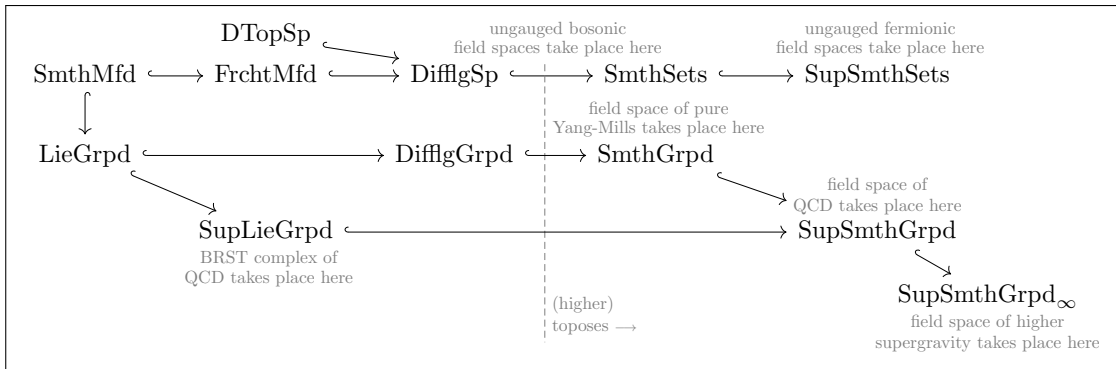 DTopSp
ungauged bosonic
field spaces take place here
ungauged fermionic
field spaces take place here
SmthMfd
FrchtMfd
DifflgSp
SmthSets
SupSmthSets
field space of pure
Yang-Mills takes place here
LieGrpd
DifflgGrpd
SmthGrpd
field space of
QCD takes place here
SupLieGrpd
SupSmthGrpd
BRST complex of
QCD takes place here
(higher)
toposes →
SupSmthGrpd∞
field space of higher
supergravity takes place here